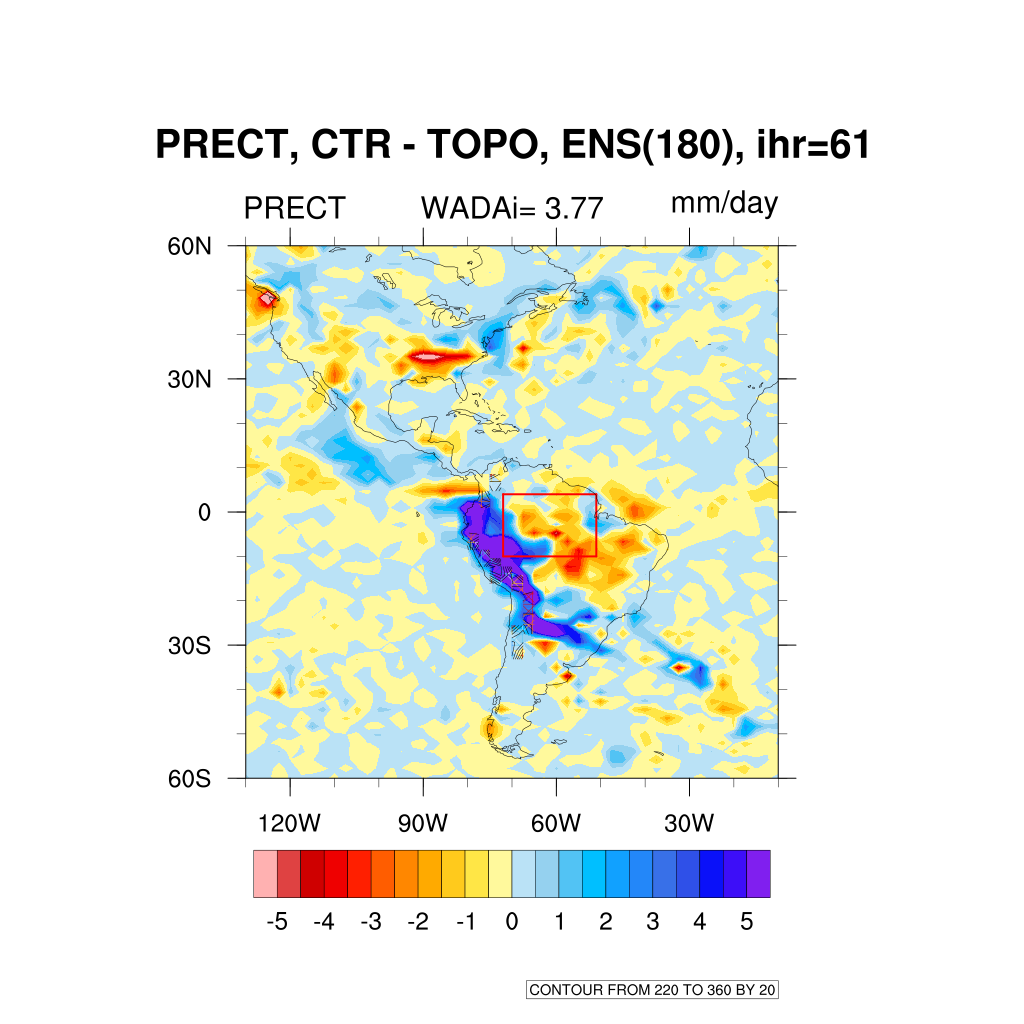 PRECT, CTR - TOPO, ENS(180), ihr=61
PRECT WADAi= 3.77 mm/day
60N
30N
0
30S
60S
120W 90W 60W 30W
-5 -4 -3 -2 -1 0 1 2 3 4 5
CONTOUR FROM 220 TO 360 BY 20